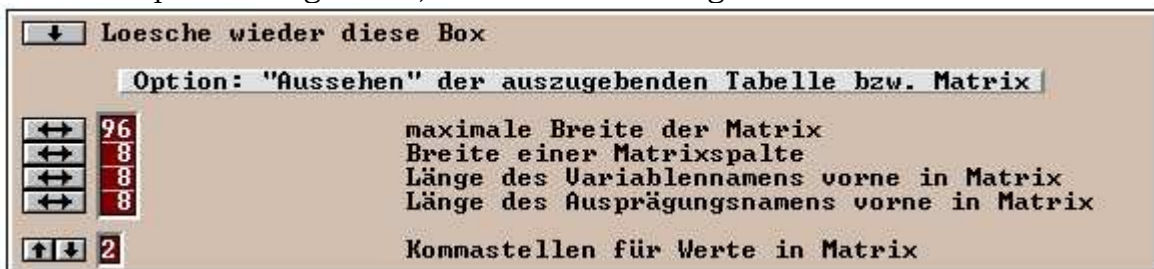 Loesche wieder diese Box
Option: "Aussehen" der auszugebenden Tabelle bzw. Matrix
96 maximale Breite der Matrix
8 Breite einer Matrixspalte
8 Länge des Variablennamens vorne in Matrix
8 Länge des Ausprägungsnamens vorne in Matrix
2 Kommastellen für Werte in Matrix